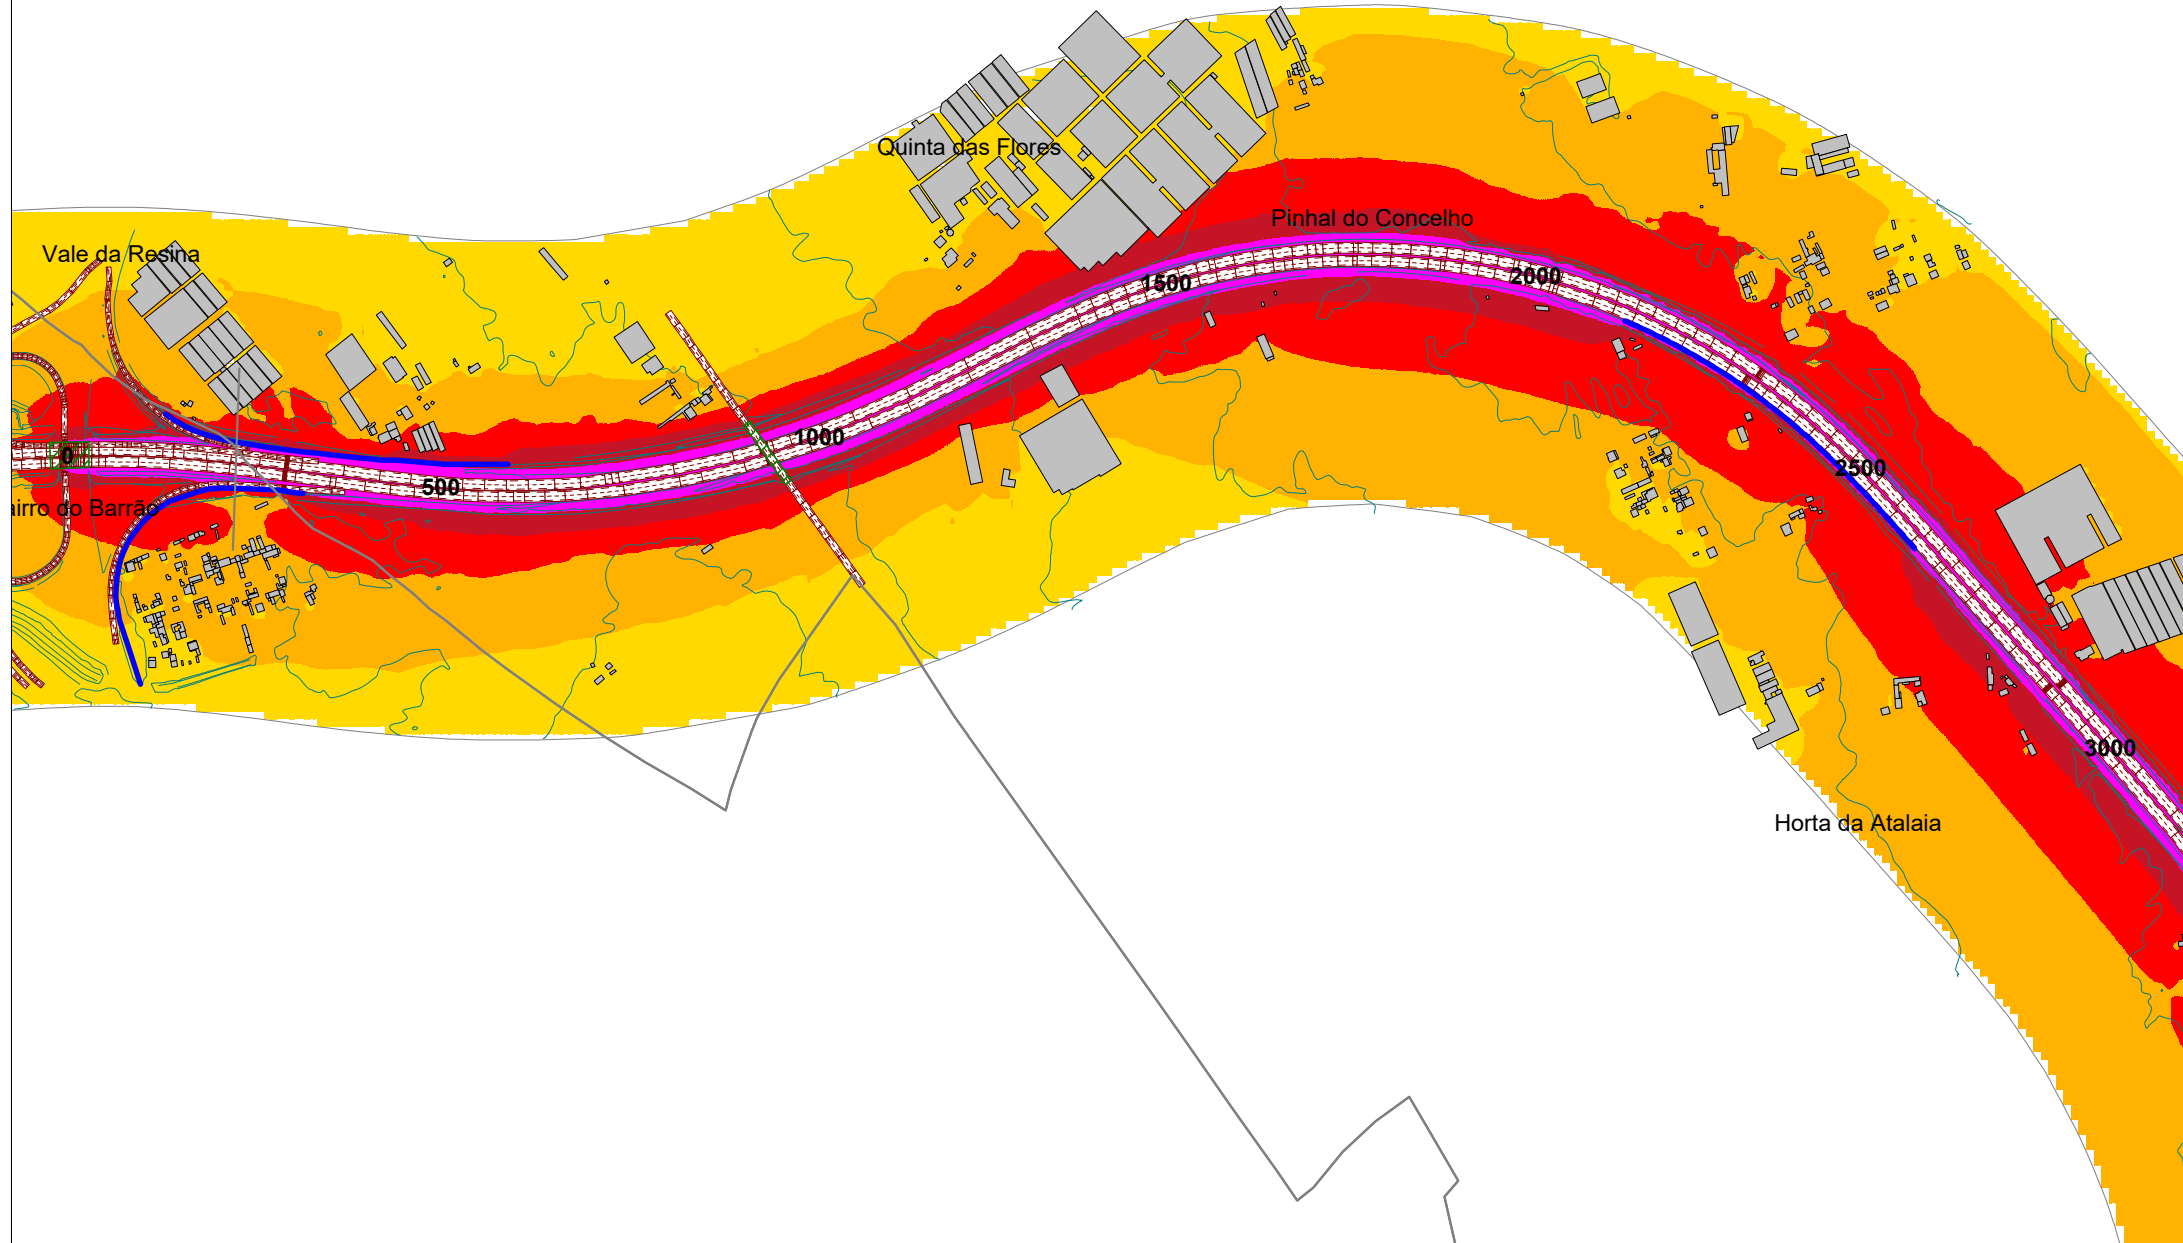 Quinta das Flores
Pinhal do Concelho
Vale da Resina
1500
2000
1000
0
500
2500
airro do Barrão
3000
Horta da Atalaia